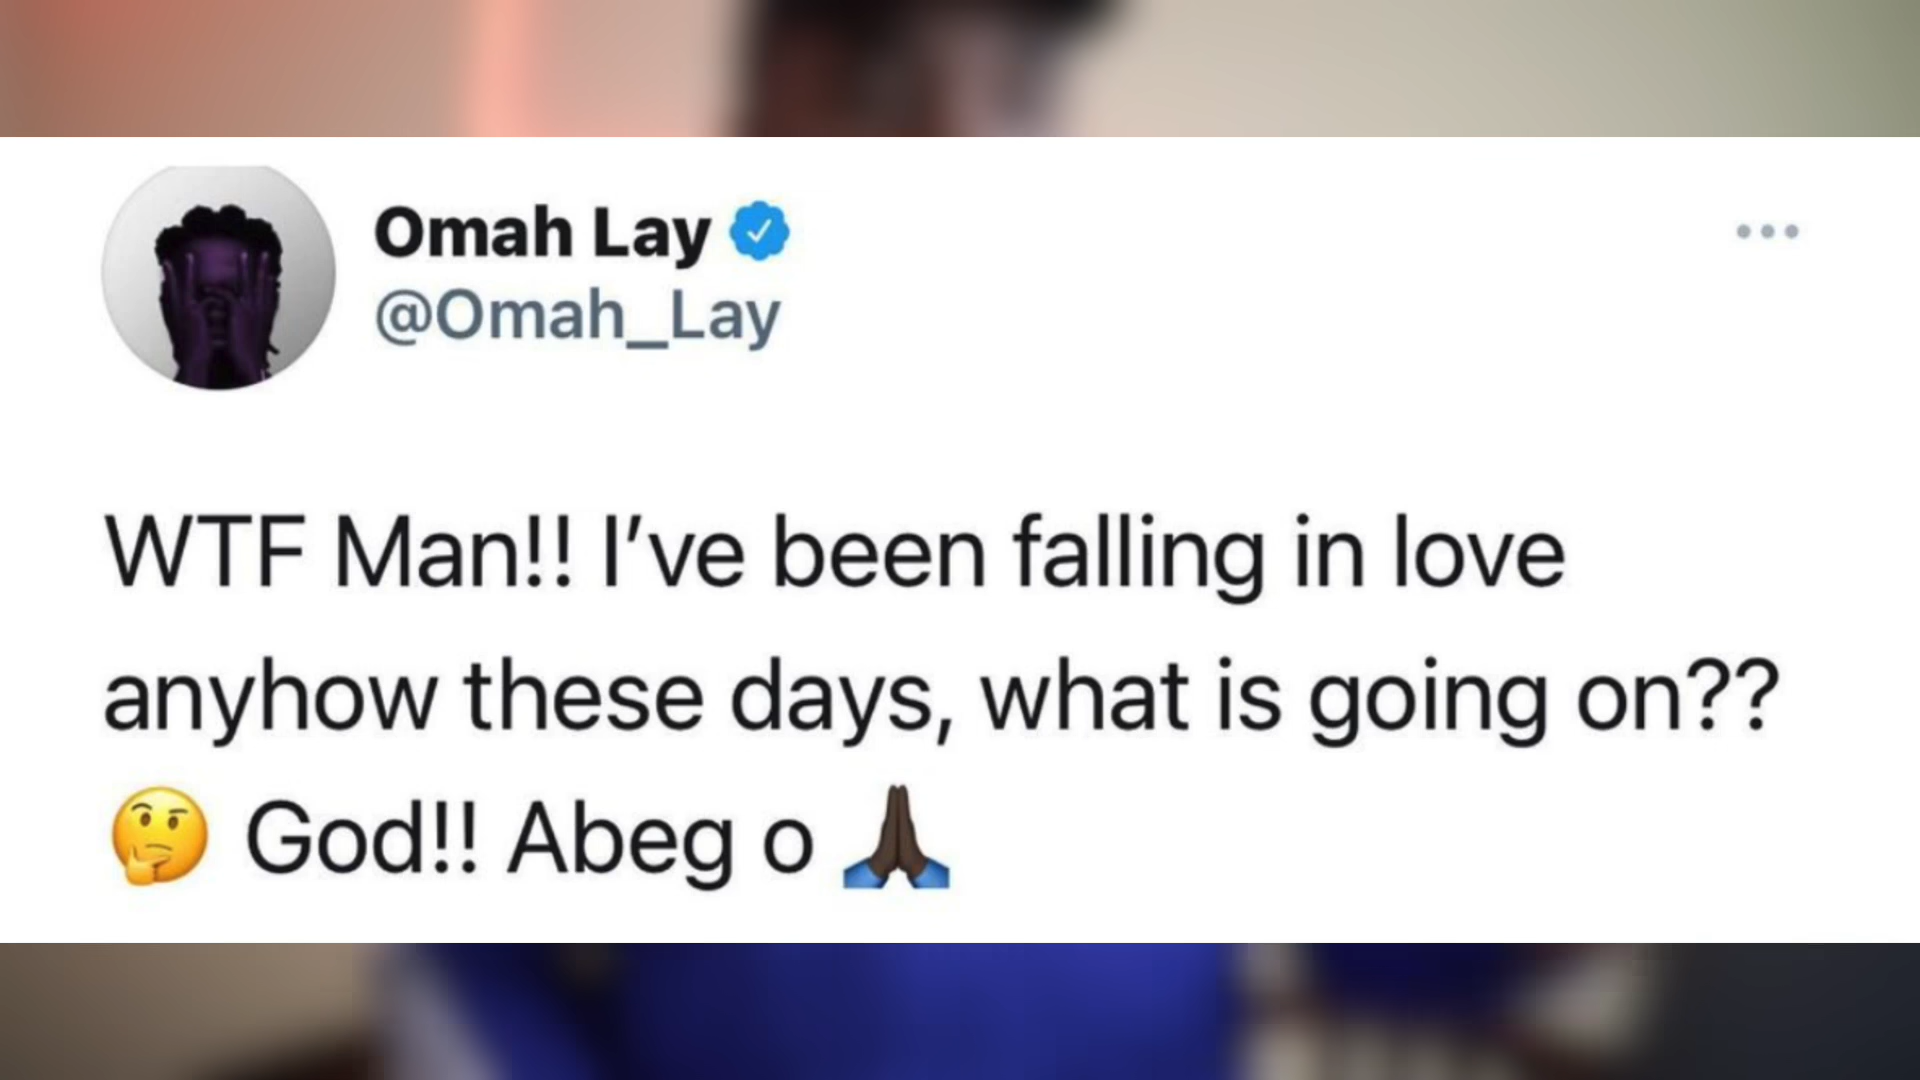 Omah Lay
@Omah_Lay
WTF Man!! I’ve been falling in love
anyhow these days, what is going on??
🤔 God!! Abeg o 🙏🏿